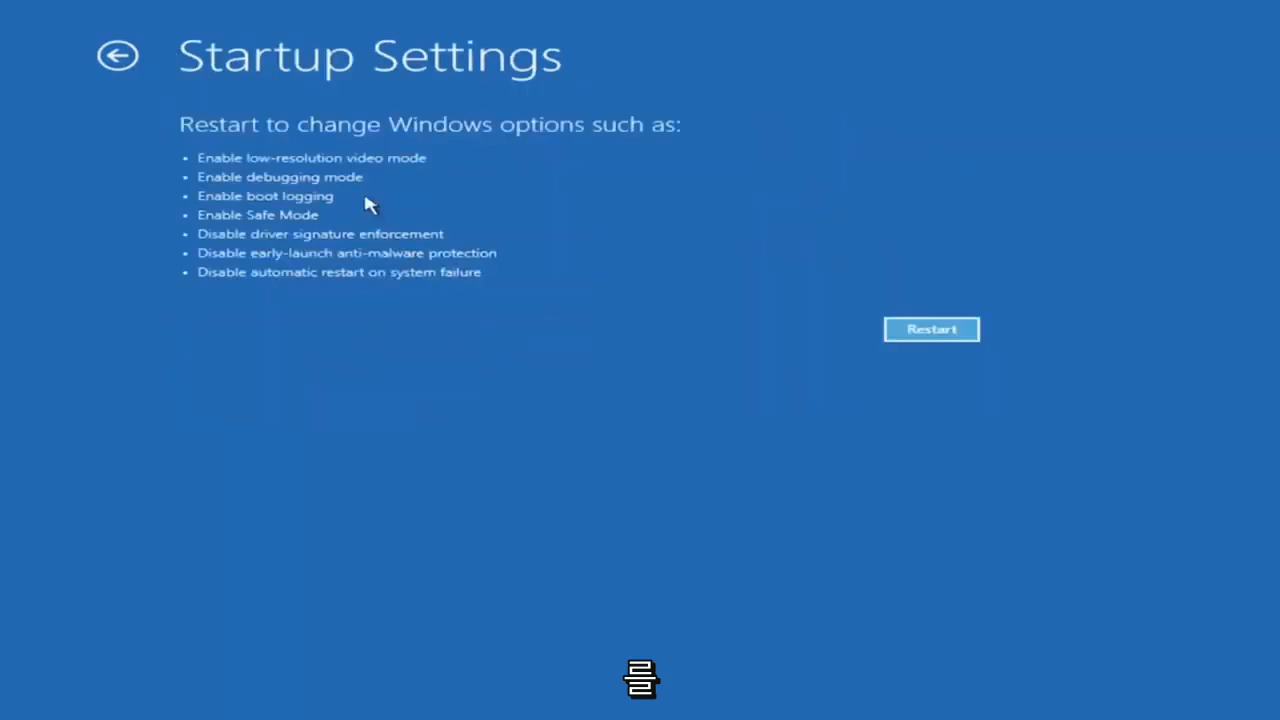 Startup Settings
Restart to change Windows options such as:
• Enable low-resolution video mode
• Enable debugging mode
• Enable boot logging
• Enable Safe Mode
• Disable driver signature enforcement
• Disable early-launch anti-malware protection
• Disable automatic restart on system failure
Restart